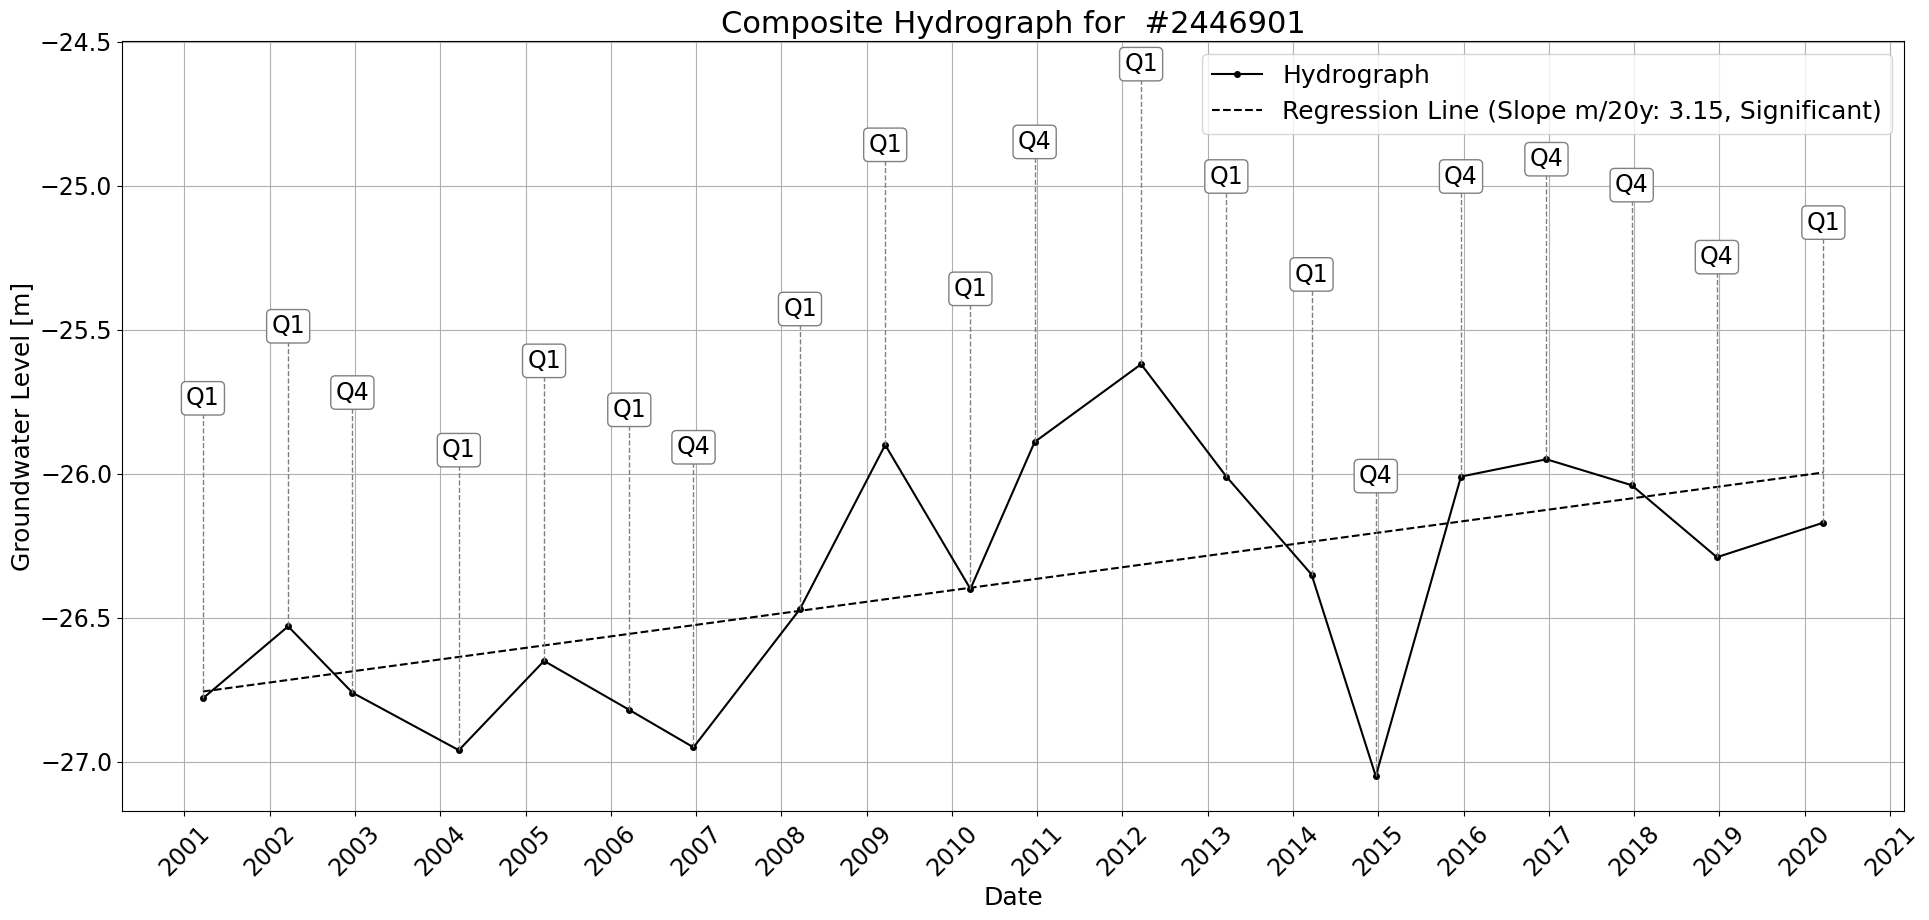 Composite Hydrograph for  #2446901
Hydrograph
Regression Line (Slope m/20y: 3.15, Significant)
Groundwater Level [m]
−24.5
−25.0
−25.5
−26.0
−26.5
−27.0
Q1
Q1
Q4
Q1
Q1
Q1
Q4
Q1
Q1
Q1
Q4
Q1
Q1
Q1
Q4
Q4
Q4
Q4
Q4
Q1
2001
2002
2003
2004
2005
2006
2007
2008
2009
2010
2011
2012
2013
2014
2015
2016
2017
2018
2019
2020
2021
Date